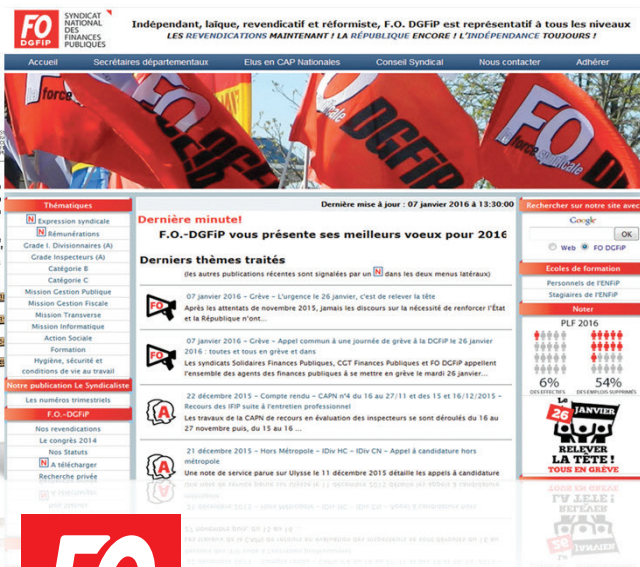 FO
DGFIP
SYNDICAT
NATIONAL
DES
FINANCES
PUBLIQUES
Indépendant, laïque, revendicatif et réformiste, F.O. DGFiP est représentatif à tous les niveaux
LES REVENDICATIONS MAINTENANT ! LA RÉPUBLIQUE ENCORE ! L'INDÉPENDANCE TOUJOURS !
Accueil Secrétaires départementaux Elus en CAP Nationales Conseil Syndical Nous contacter Adhérer
force
FO
DGFiP
FO
la force syndicale
Thématiques
N Expression syndicale
N Rémunérations
Grade I. Divisionnaires (A)
Grade Inspecteurs (A)
Catégorie B
Catégorie C
Mission Gestion Publique
Mission Gestion Fiscale
Mission Transverse
Mission Informatique
Action Sociale
Formation
Hygiène, sécurité et
conditions de vie au travail
Notre publication Le Syndicaliste
Les numéros trimestriels
F.O.-DGFiP
Nos revendications
Le congrès 2014
Nos Statuts
N A télécharger
Recherche privée
Dernière mise à jour : 07 janvier 2016 à 13:30:00
Dernière minute!
F.O.-DGFiP vous présente ses meilleurs voeux pour 2016
Derniers thèmes traités
(les autres publications récentes sont signalées par un N dans les deux menus latéraux)
FO
07 janvier 2016 - Grève - L'urgence le 26 janvier, c'est de relever la tête
Après les attentats de novembre 2015, jamais les discours sur la nécessité de renforcer l'État
et la République n'ont...
FO
07 janvier 2016 - Grève - Appel commun à une journée de grève à la DGFiP le 26 janvier
2016 : toutes et tous en grève et dans
Les syndicats Solidaires Finances Publiques, CGT Finances Publiques et FO DGFiP appellent
l'ensemble des agents des finances publiques à se mettre en grève le mardi 26 janvier...
A
22 décembre 2015 - Compte rendu - CAPN n°4 du 16 au 27/11 et des 15 et 16/12/2015 -
Recours des IFIP suite à l'entretien professionnel
Les travaux de la CAPN de recours en évaluation des inspecteurs se sont déroulés du 16 au
27 novembre puis, du 15 au 16 ...
A
21 décembre 2015 - Hors Métropole - IDiv HC - IDiv CN - Appel à candidature hors
métropole
Une note de service parue sur Ulysse le 11 décembre 2015 détaille les appels à candidature
Rechercher sur notre site avec
Google
OK
Web FO DGFiP
Ecoles de formation
Personnels de l'ENFiP
Stagiaires de l'ENFiP
Noter
PLF 2016
6% 54%
DES EFFECTIFS DES EMPLOIS SUPPRIMÉS
Le
26 JANVIER
RELEVER
LA TÊTE !
TOUS EN GRÈVE
FO